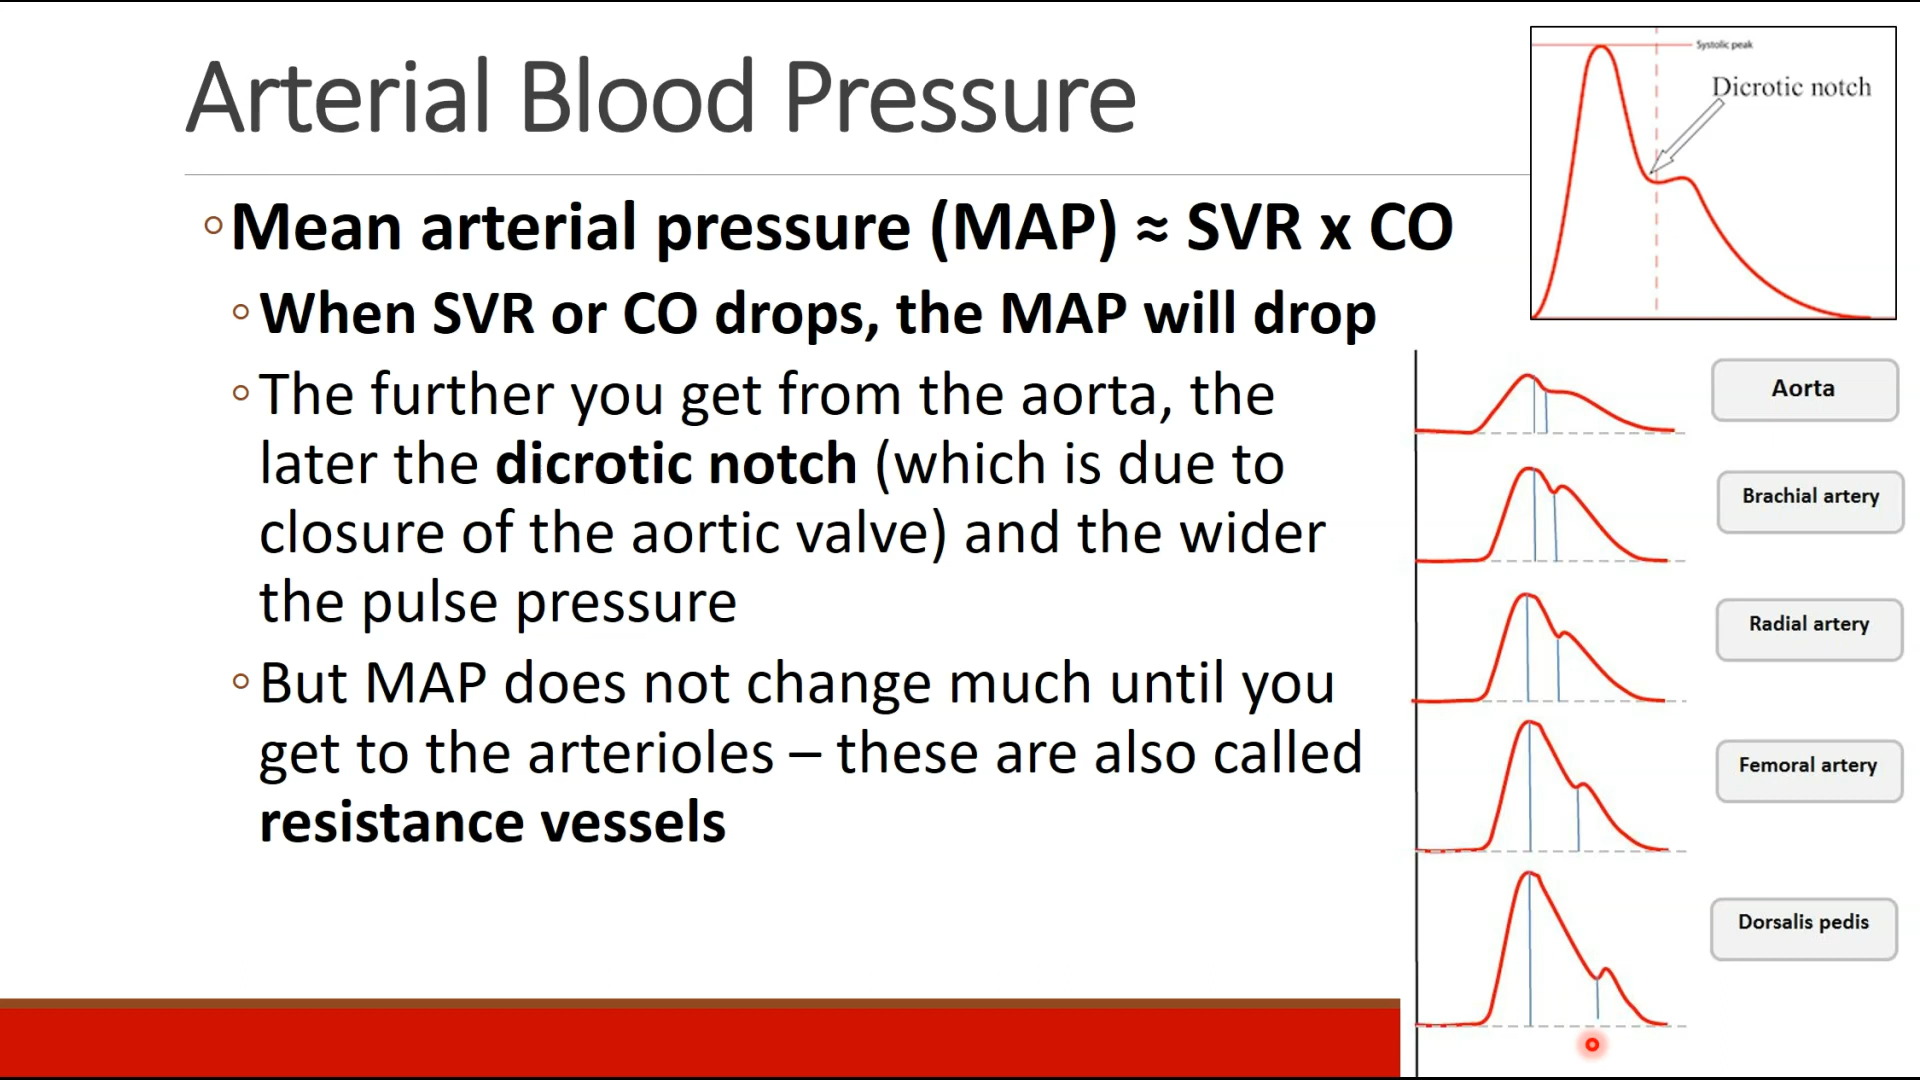 Arterial Blood Pressure
◦Mean arterial pressure (MAP) ≈ SVR x CO
◦When SVR or CO drops, the MAP will drop
◦The further you get from the aorta, the
later the dicrotic notch (which is due to
closure of the aortic valve) and the wider
the pulse pressure
◦But MAP does not change much until you
get to the arterioles – these are also called
resistance vessels
Systolic peak
Dicrotic notch
Aorta
Brachial artery
Radial artery
Femoral artery
Dorsalis pedis